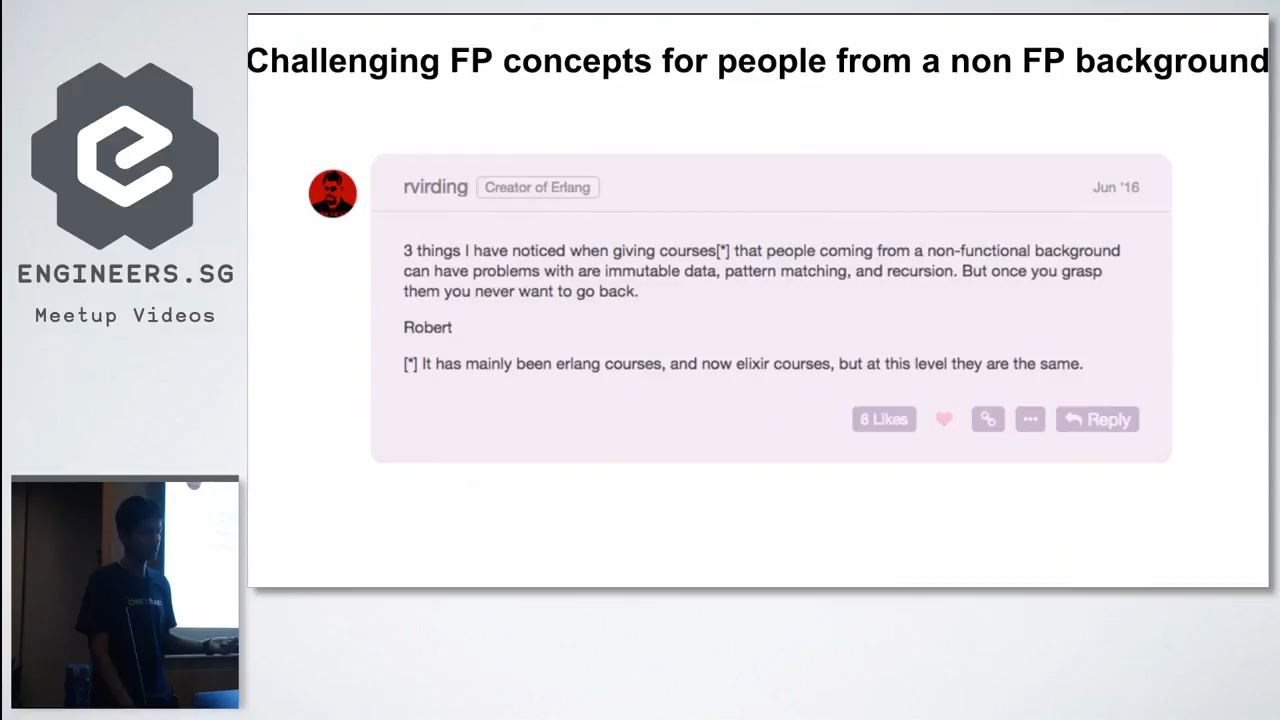 Challenging FP concepts for people from a non FP background
rvirding Creator of Erlang Jun '16
3 things I have noticed when giving courses[*] that people coming from a non-functional background
can have problems with are immutable data, pattern matching, and recursion. But once you grasp
them you never want to go back.
Robert
[*] It has mainly been erlang courses, and now elixir courses, but at this level they are the same.
8 Likes Reply
ENGINEERS.SG
Meetup Videos